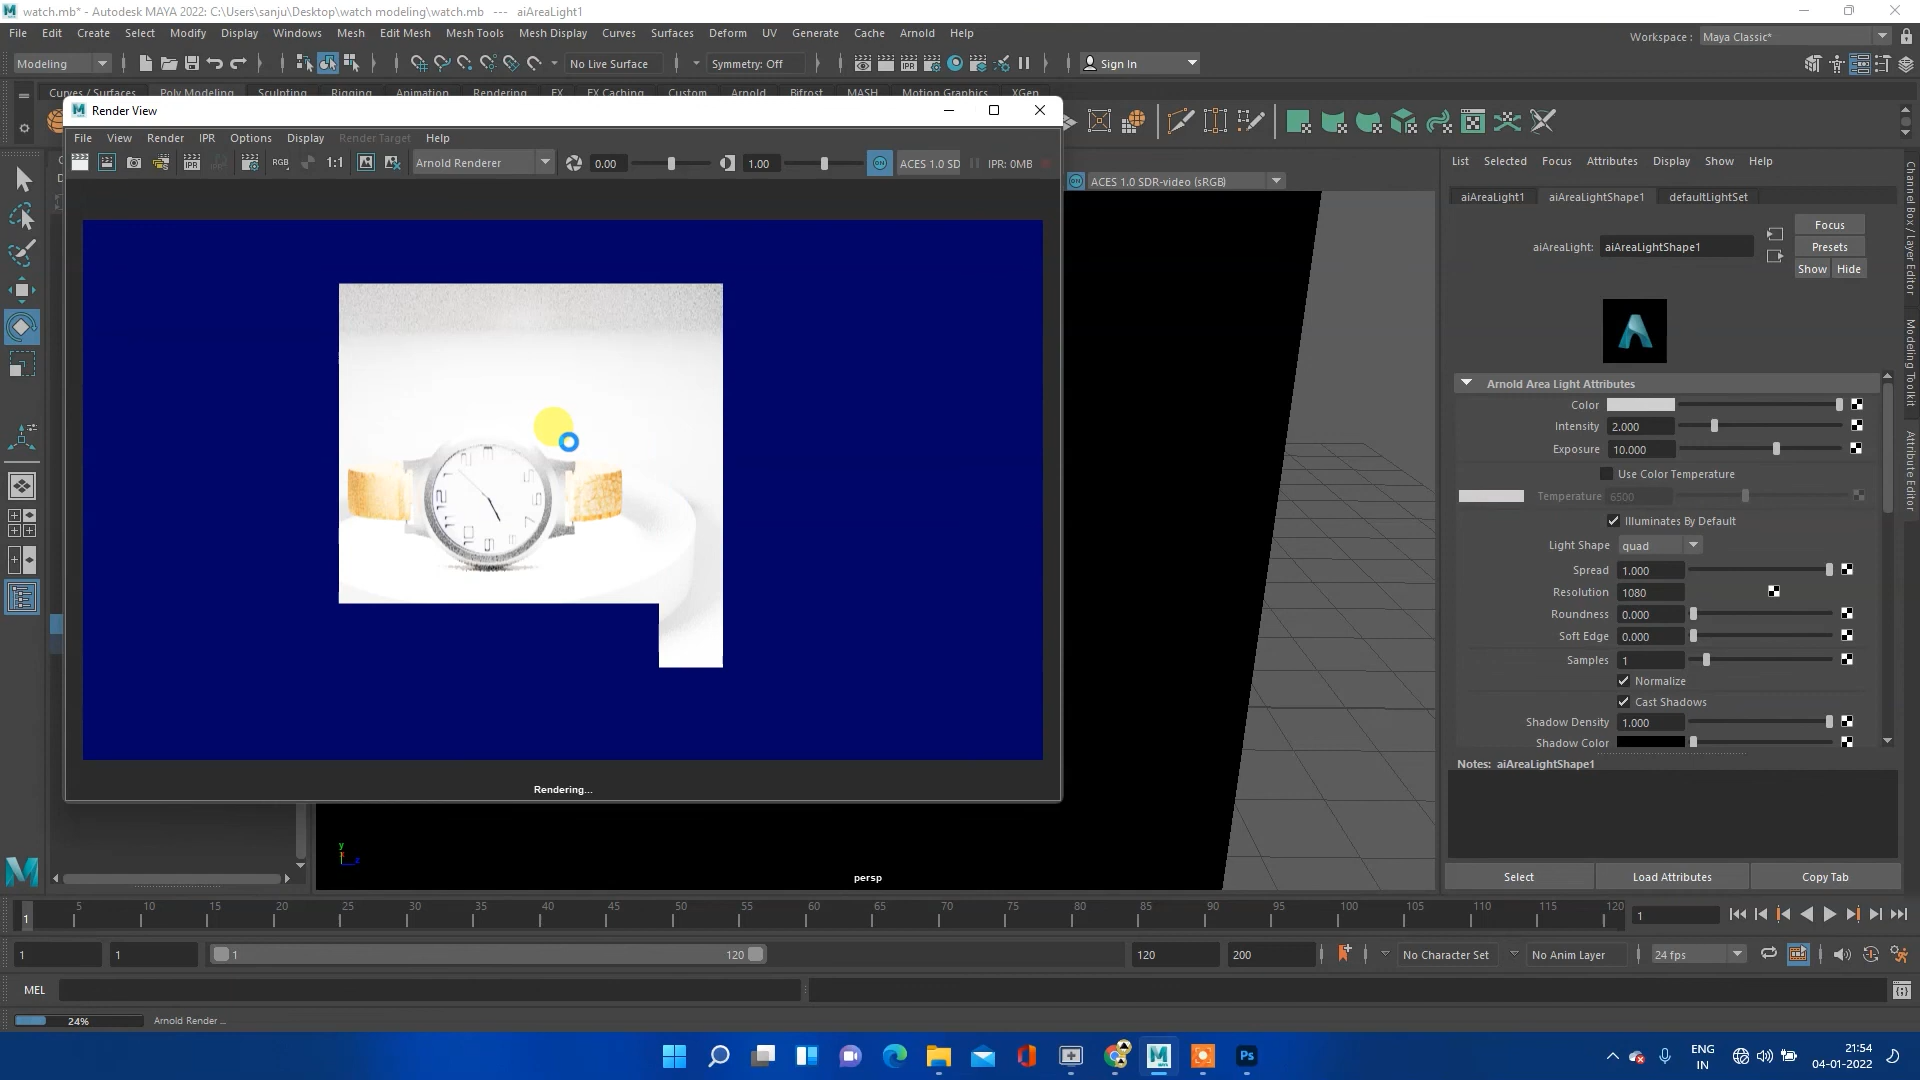 watch.mb* - Autodesk MAYA 2022: C:\Users\sanju\Desktop\watch modeling\watch.mb --- aiAreaLight1
File Edit Create Select Modify Display Windows Mesh Edit Mesh Mesh Tools Mesh Display Curves Surfaces Deform UV Generate Cache Arnold Help
Workspace : Maya Classic*
Modeling
No Live Surface
Symmetry: Off
Sign In
Curves / Surfaces Poly Modeling Sculpting Rigging Animation Rendering FX FX Caching Custom Arnold Bifrost MASH Motion Graphics XGen
Render View
File View Render IPR Options Display Render Target Help
RGB
1:1
Arnold Renderer
0.00
1.00
ACES 1.0 SD
IPR: 0MB
ACES 1.0 SDR-video (sRGB)
Rendering...
persp
List Selected Focus Attributes Display Show Help
aiAreaLight1 aiAreaLightShape1 defaultLightSet
aiAreaLight: aiAreaLightShape1
Focus
Presets
Show Hide
Arnold Area Light Attributes
Color
Intensity 2.000
Exposure 10.000
Use Color Temperature
Temperature 6500
Illuminates By Default
Light Shape quad
Spread 1.000
Resolution 1080
Roundness 0.000
Soft Edge 0.000
Samples 1
Normalize
Cast Shadows
Shadow Density 1.000
Shadow Color
Notes: aiAreaLightShape1
Select
Load Attributes
Copy Tab
Channel Box / Layer Editor
Modeling Toolkit
Attribute Editor
1 5 10 15 20 25 30 35 40 45 50 55 60 65 70 75 80 85 90 95 100 105 110 115 120
1
1 1 1 120 120 200
No Character Set
No Anim Layer
24 fps
MEL
24%
Arnold Render ...
Ps
ENG
IN
21:54
04-01-2022